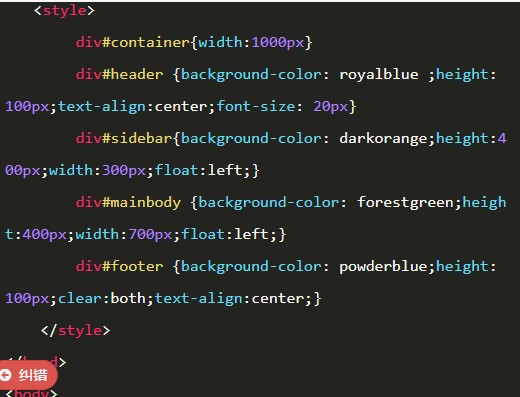 <style>
div#container{width:1000px}
div#header {background-color: royalblue ;height:
100px;text-align:center;font-size: 20px}
div#sidebar{background-color: darkorange;height:4
00px;width:300px;float:left;}
div#mainbody {background-color: forestgreen;heigh
t:400px;width:700px;float:left;}
div#footer {background-color: powderblue;height:
100px;clear:both;text-align:center;}
</style>
</head>
纠错
<body>